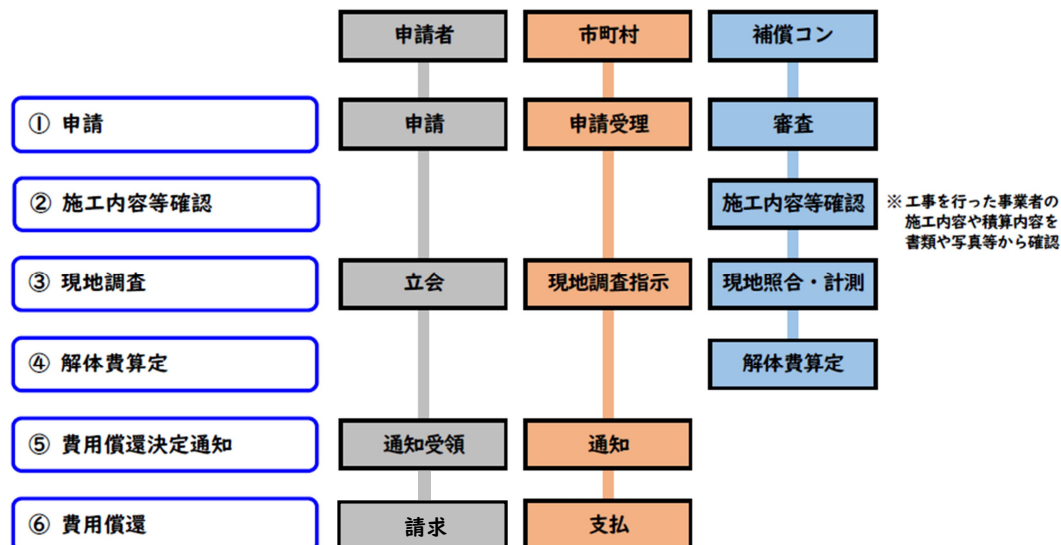 申請者 市町村 補償コン
① 申請 申請 申請受理 審査
② 施工内容等確認 施工内容等確認 ※工事を行った事業者の
施工内容や積算内容を
書類や写真等から確認
③ 現地調査 立会 現地調査指示 現地照合・計測
④ 解体費算定 解体費算定
⑤ 費用償還決定通知 通知受領 通知
⑥ 費用償還 請求 支払